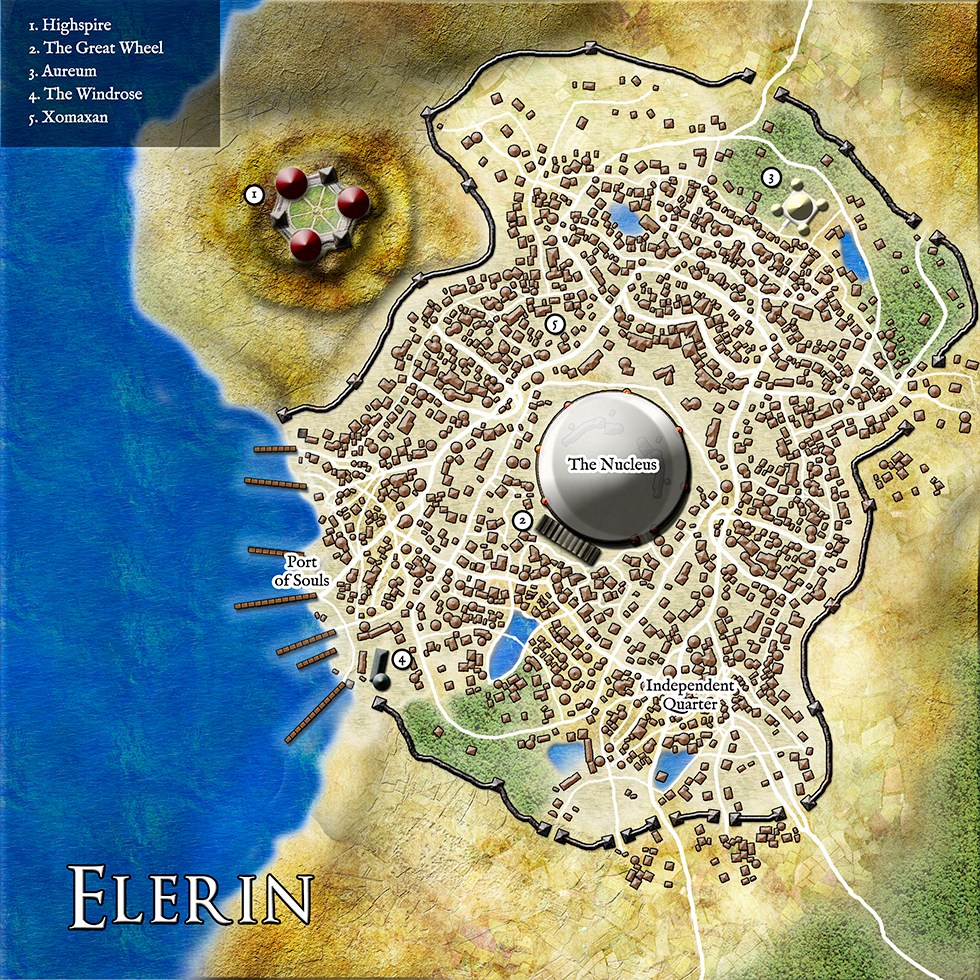 1. Highspire
2. The Great Wheel
3. Aureum
4. The Windrose
5. Xomaxan
3
1
5
The Nucleus
2
Port
of Souls
4
Independent
Quarter
ELERIN